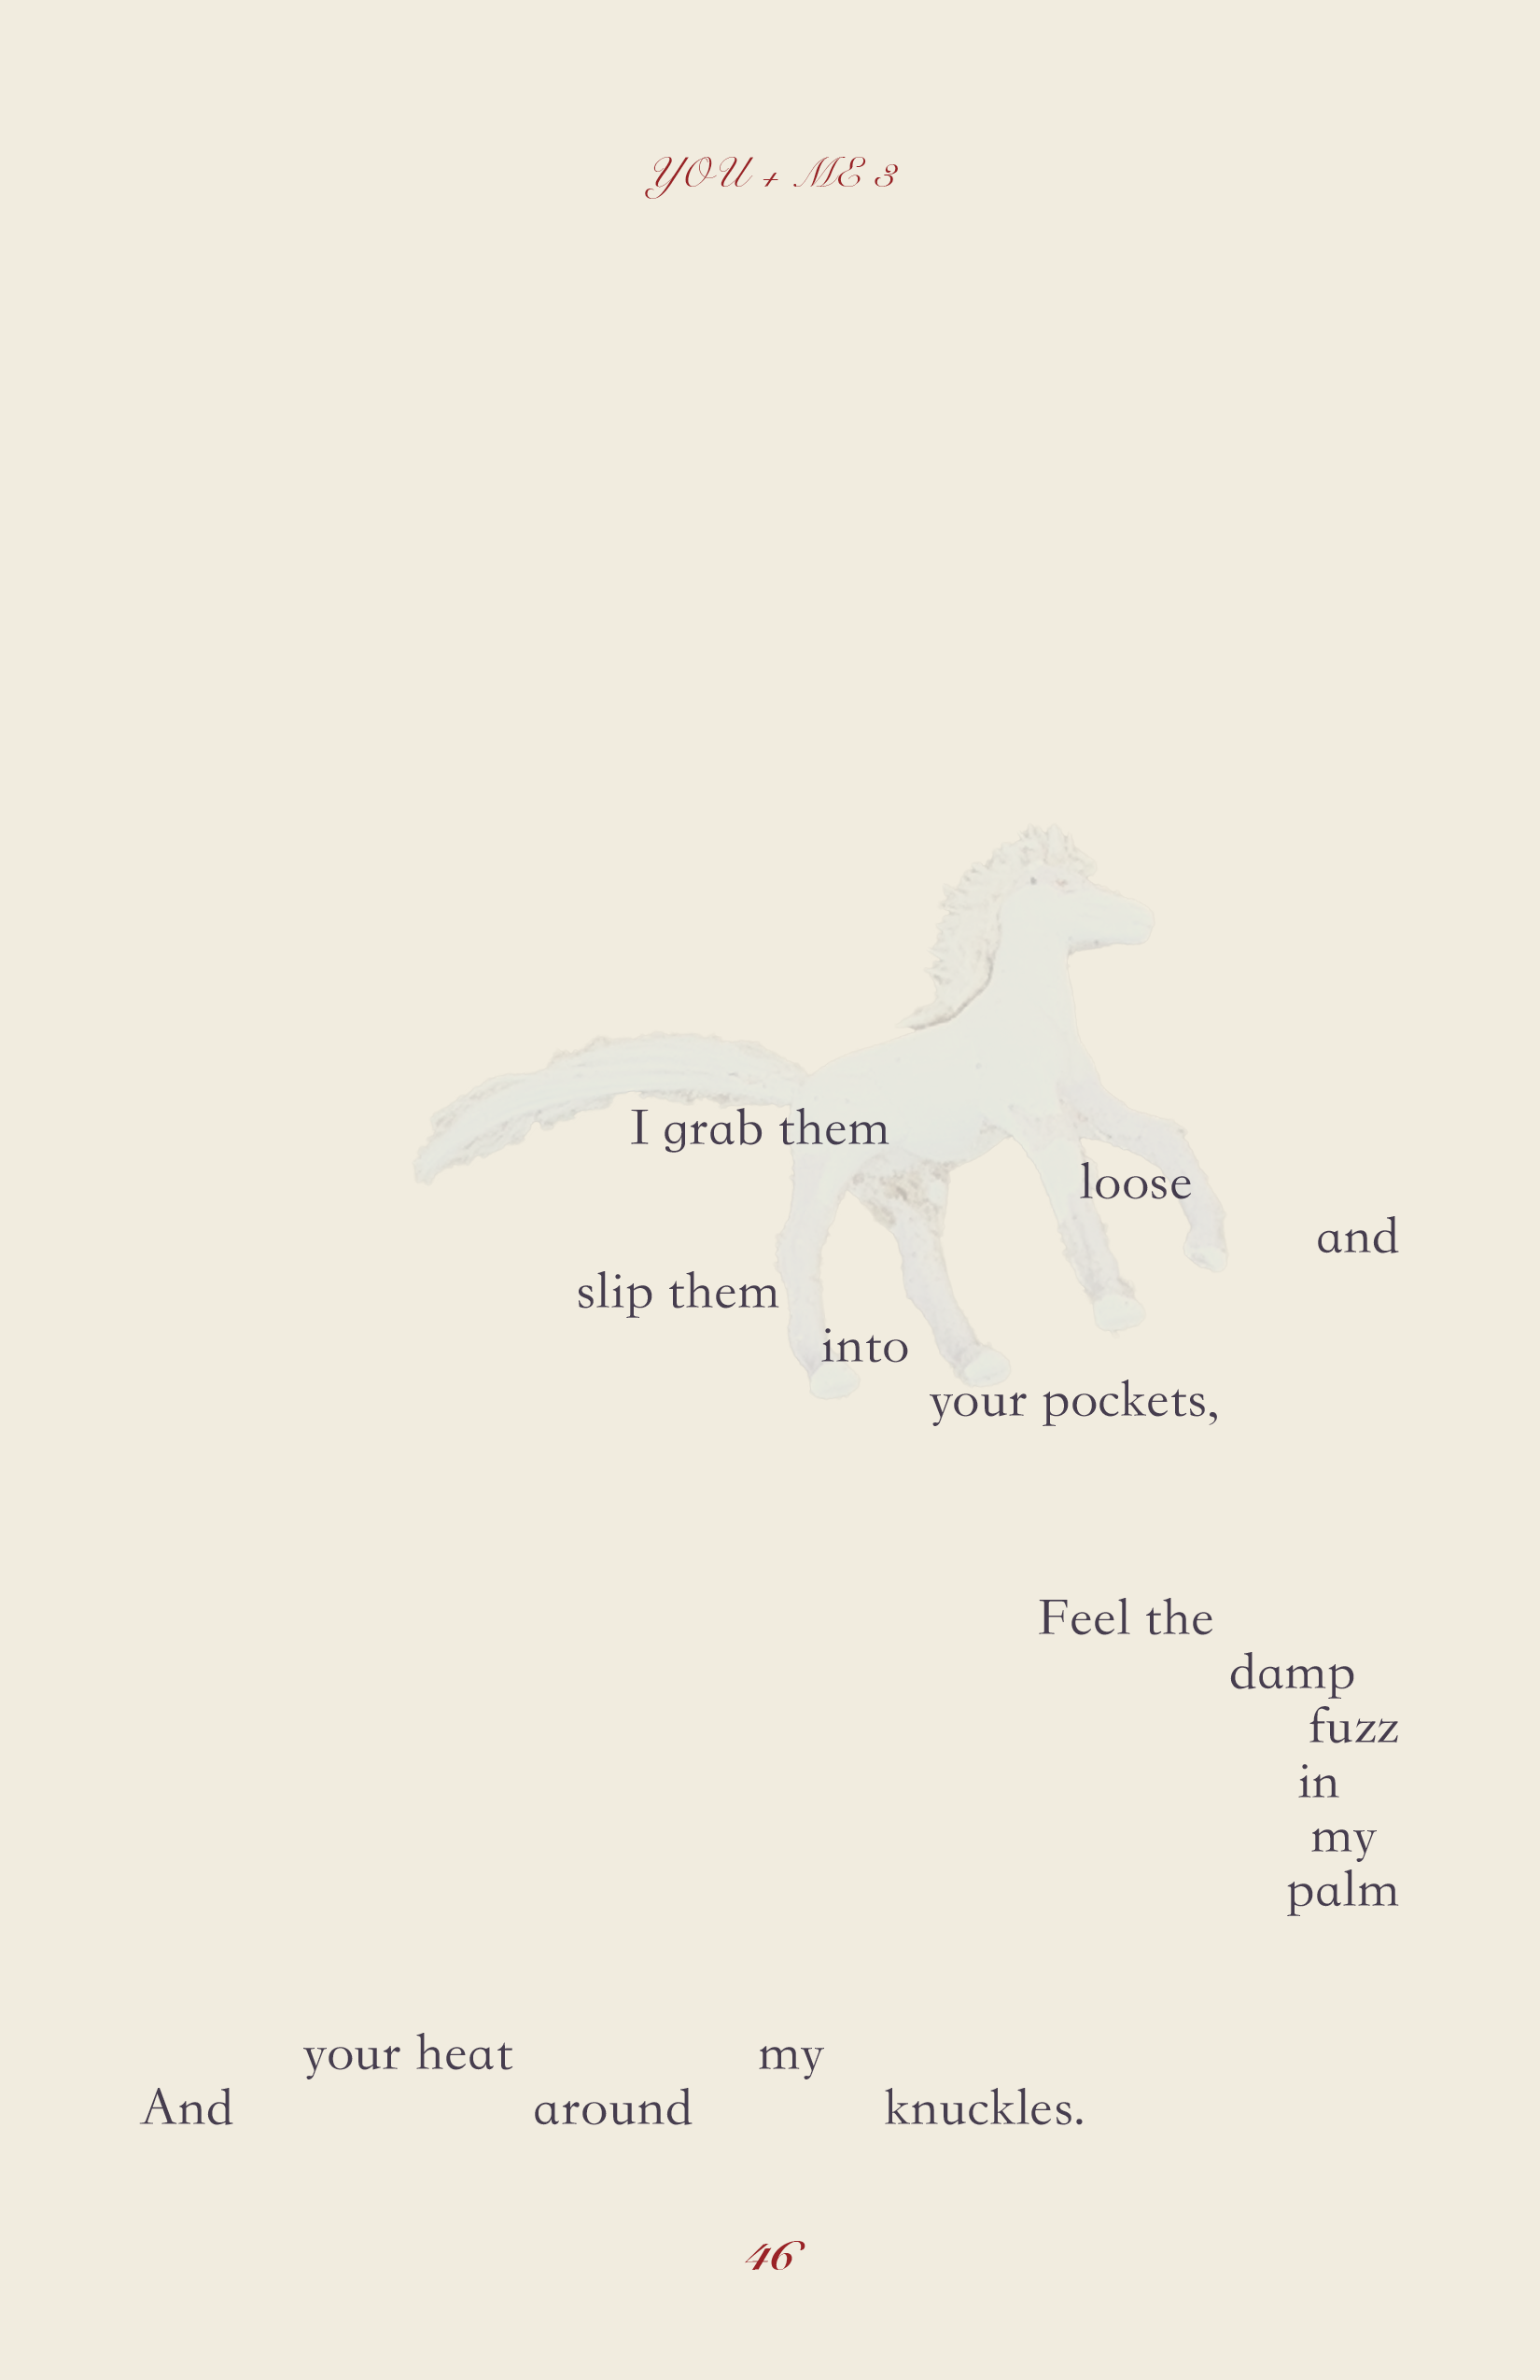 YOU + ME 3
I grab them
loose
and
slip them
into
your pockets,
Feel the
damp
fuzz
in
my
palm
your heat my
And around knuckles.
46